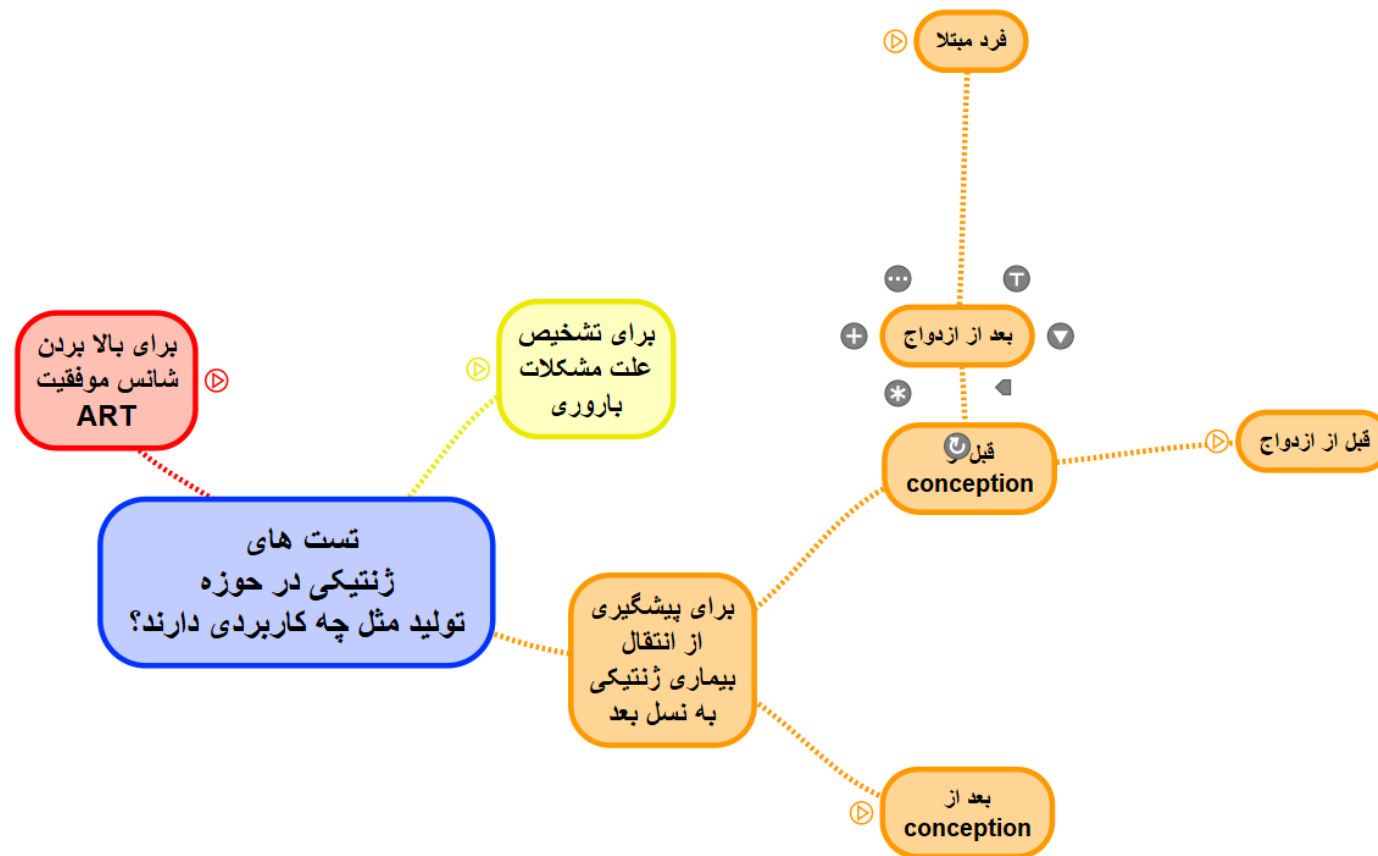 فرد مبتلا
بعد از ازدواج
قبل از ازدواج
قبل
conception
برای تشخیص
علت مشکلات
باروری
برای بالا بردن
شانس موفقیت
ART
تست های
ژنتیکی در حوزه
تولید مثل چه کاربردی دارند؟
برای پیشگیری
از انتقال
بیماری ژنتیکی
به نسل بعد
بعد از
conception